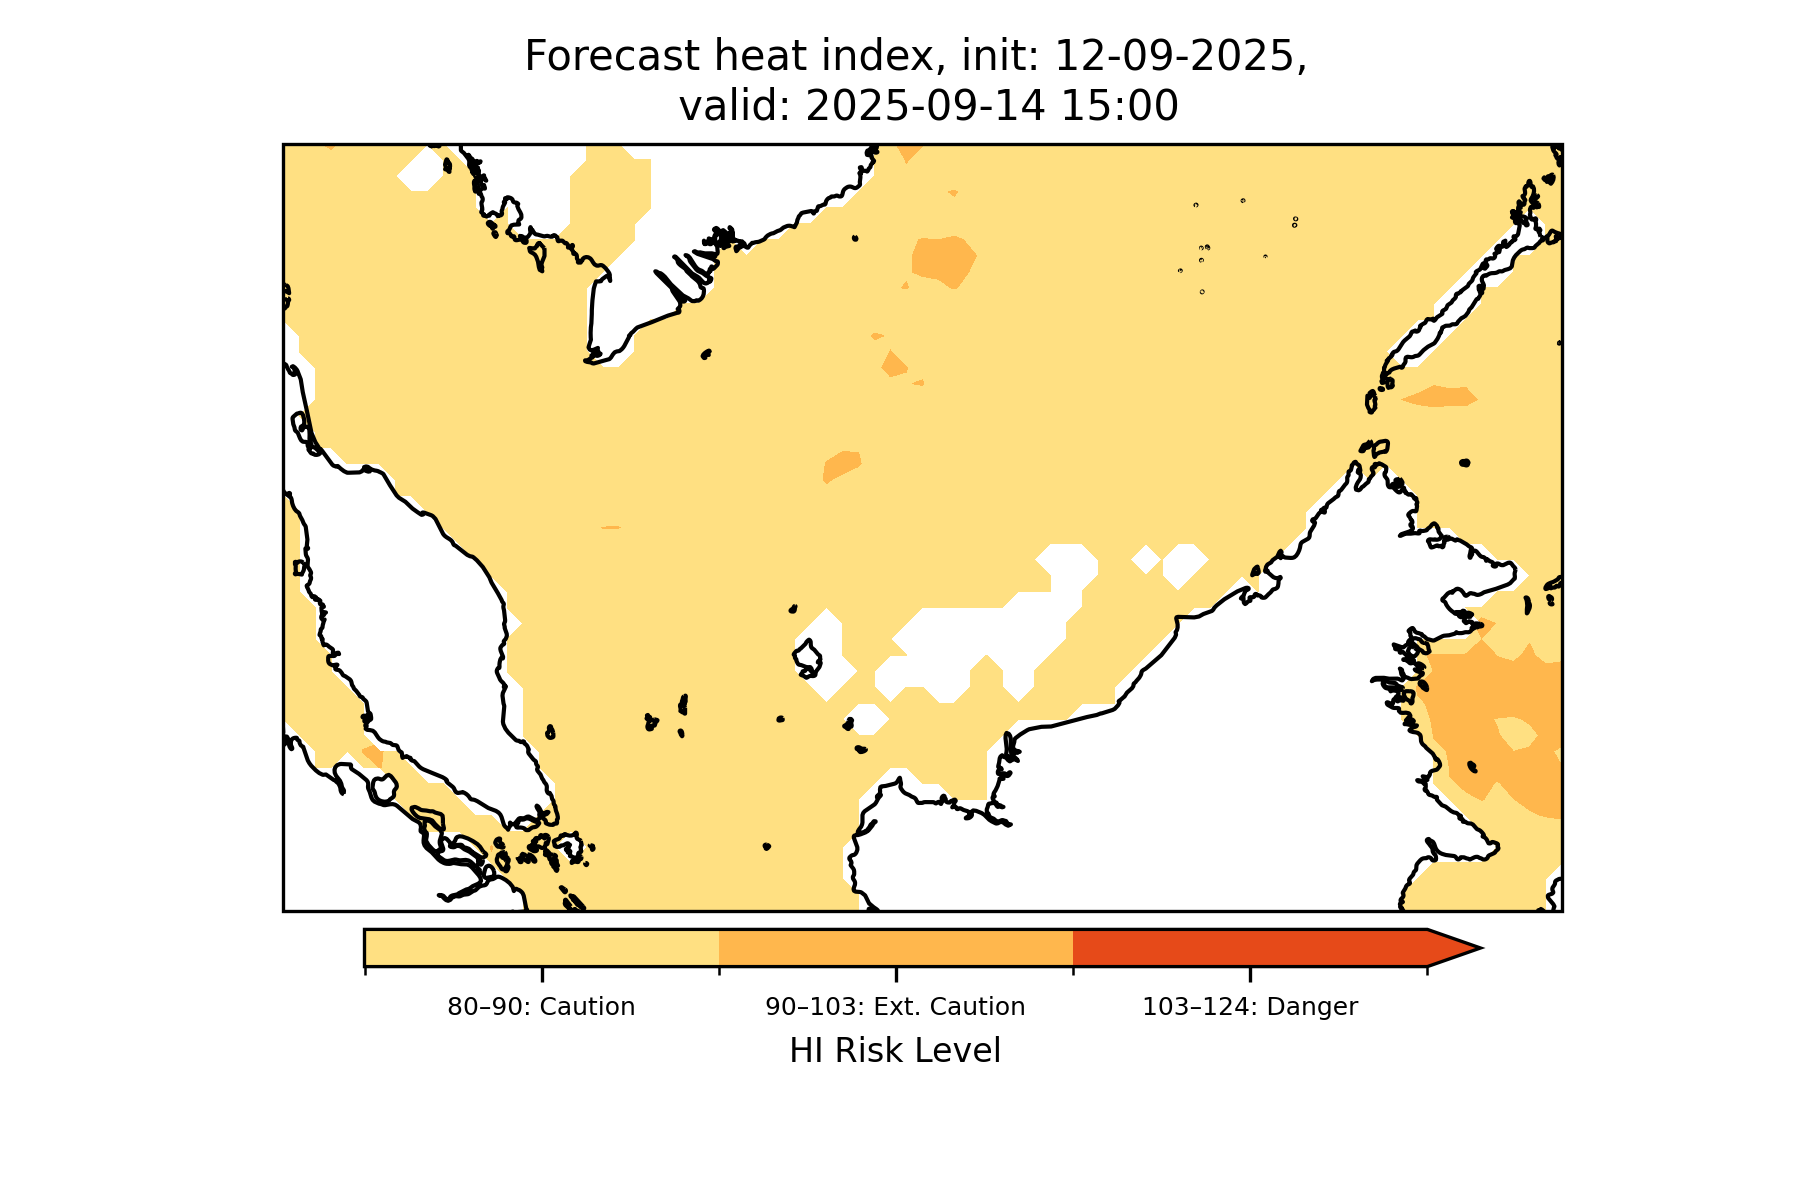 Forecast heat index, init: 12-09-2025,
valid: 2025-09-14 15:00
80–90: Caution
90–103: Ext. Caution
103–124: Danger
HI Risk Level